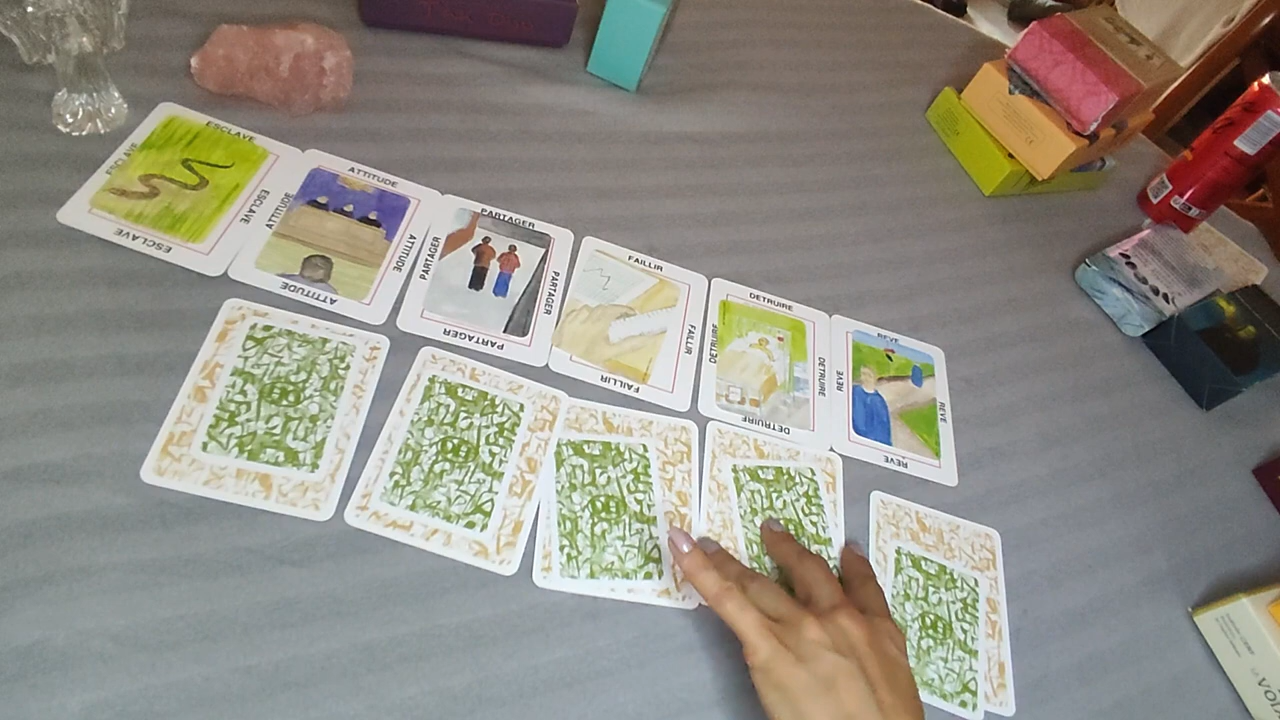 ESCLAVE
ESCLAVE
ESCLAVE
ESCLAVE
ATTITUDE
ATTITUDE
ATTITUDE
ATTITUDE
PARTAGER
PARTAGER
PARTAGER
PARTAGER
FAILLIR
FAILLIR
FAILLIR
DETRUIRE
DETRUIRE
DETRUIRE
DETRUIRE
REVE
REVE
REVE
REVE